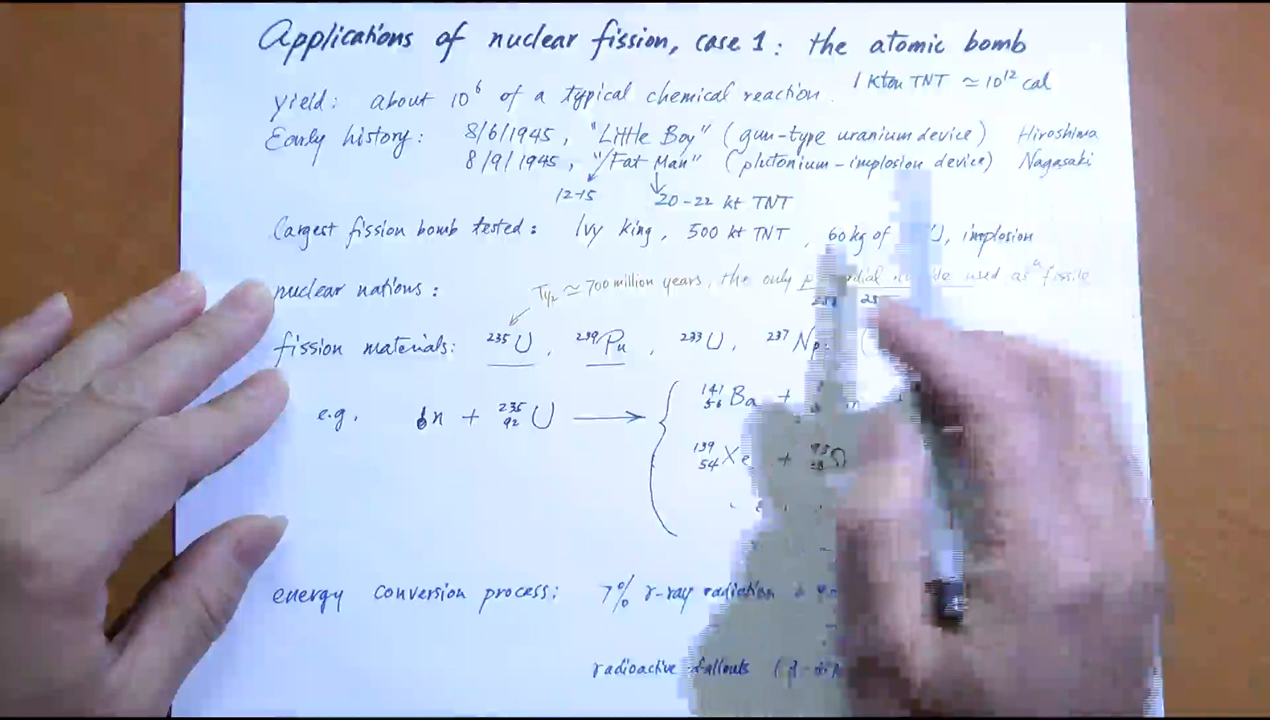 Applications of nuclear fission, case 1: the atomic bomb
yield: about 10⁶ of a typical chemical reaction. 1 kton TNT ≃ 10¹² cal
Early history: 8/6/1945, "Little Boy" (gun-type uranium device) Hiroshima
8/9/1945, "Fat Man" (plutonium-implosion device) Nagasaki
12-15 20-22 kt TNT
Largest fission bomb tested: Ivy King, 500 kt TNT, 60 kg of U, implosion
nuclear nations: T₁/₂ ≃ 700 million years, the only used as a fissile
fission materials: ²³⁵U, ²³⁹Pu, ²³³U, ²³⁷Np
e.g. n + ²³⁵₉₂U → { ¹⁴¹₅₆Ba +
¹³⁹₅₄Xe +
energy conversion process: 7% γ-ray radiation
radioactive fallouts